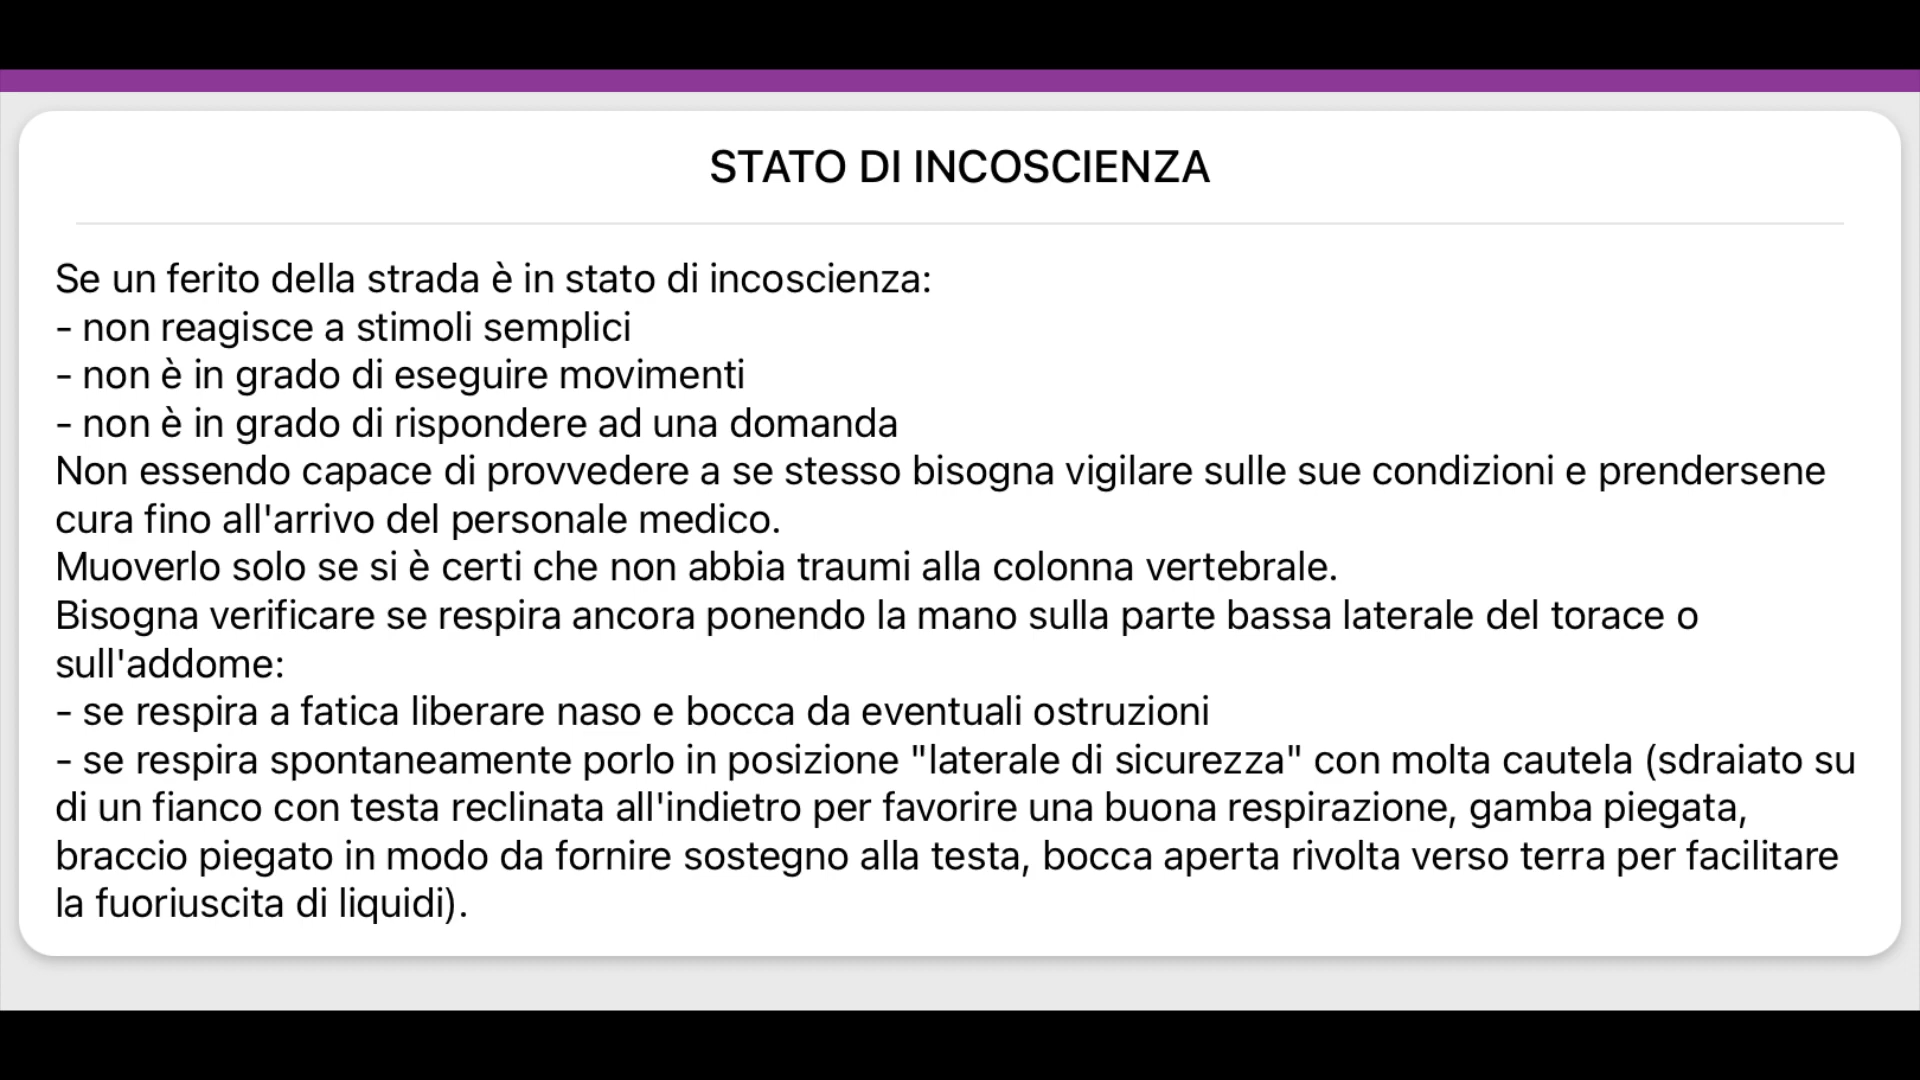 STATO DI INCOSCIENZA
Se un ferito della strada è in stato di incoscienza:
- non reagisce a stimoli semplici
- non è in grado di eseguire movimenti
- non è in grado di rispondere ad una domanda
Non essendo capace di provvedere a se stesso bisogna vigilare sulle sue condizioni e prendersene
cura fino all'arrivo del personale medico.
Muoverlo solo se si è certi che non abbia traumi alla colonna vertebrale.
Bisogna verificare se respira ancora ponendo la mano sulla parte bassa laterale del torace o
sull'addome:
- se respira a fatica liberare naso e bocca da eventuali ostruzioni
- se respira spontaneamente porlo in posizione "laterale di sicurezza" con molta cautela (sdraiato su
di un fianco con testa reclinata all'indietro per favorire una buona respirazione, gamba piegata,
braccio piegato in modo da fornire sostegno alla testa, bocca aperta rivolta verso terra per facilitare
la fuoriuscita di liquidi).